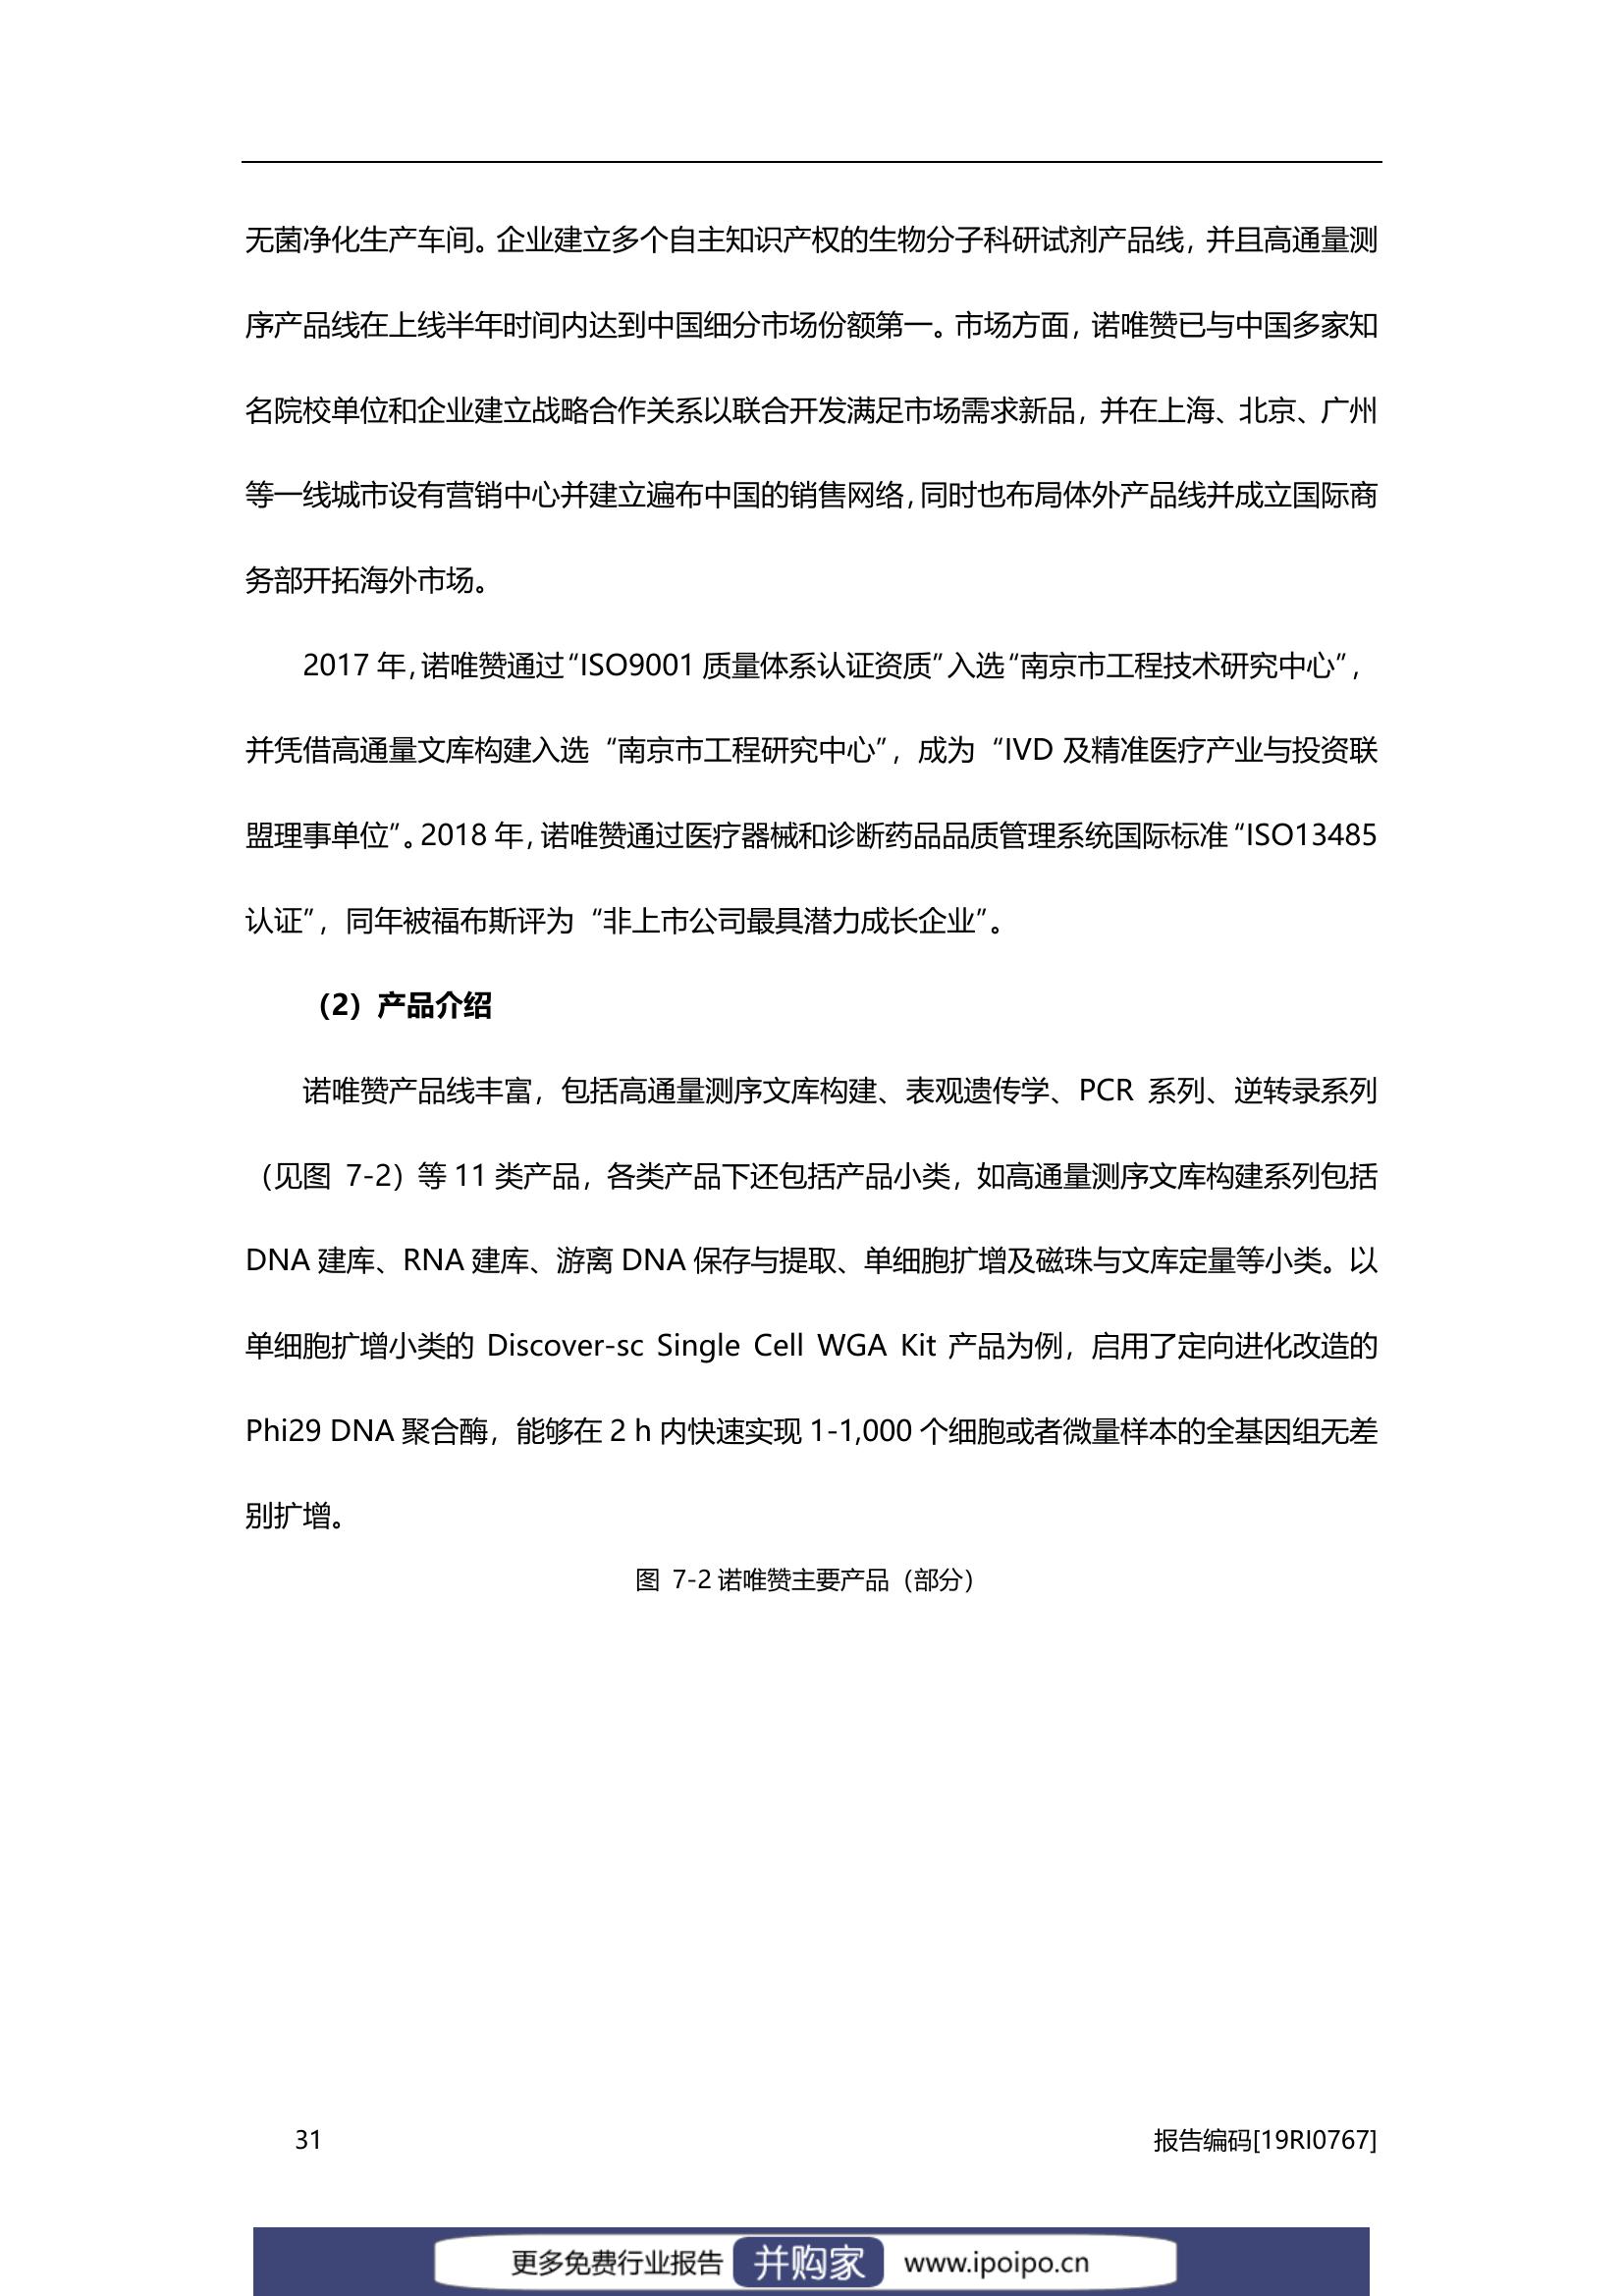 无菌净化生产车间。企业建立多个自主知识产权的生物分子科研试剂产品线，并且高通量测
序产品线在上线半年时间内达到中国细分市场份额第一。市场方面，诺唯赞已与中国多家知
名院校单位和企业建立战略合作关系以联合开发满足市场需求新品，并在上海、北京、广州
等一线城市设有营销中心并建立遍布中国的销售网络，同时也布局体外产品线并成立国际商
务部开拓海外市场。
2017 年，诺唯赞通过“ISO9001 质量体系认证资质”入选“南京市工程技术研究中心”，
并凭借高通量文库构建入选“南京市工程研究中心”，成为“IVD 及精准医疗产业与投资联
盟理事单位”。2018 年，诺唯赞通过医疗器械和诊断药品品质管理系统国际标准“ISO13485
认证”，同年被福布斯评为“非上市公司最具潜力成长企业”。
（2）产品介绍
诺唯赞产品线丰富，包括高通量测序文库构建、表观遗传学、PCR 系列、逆转录系列
（见图 7-2）等 11 类产品，各类产品下还包括产品小类，如高通量测序文库构建系列包括
DNA 建库、RNA 建库、游离 DNA 保存与提取、单细胞扩增及磁珠与文库定量等小类。以
单细胞扩增小类的 Discover-sc Single Cell WGA Kit 产品为例，启用了定向进化改造的
Phi29 DNA 聚合酶，能够在 2 h 内快速实现 1-1,000 个细胞或者微量样本的全基因组无差
别扩增。
图 7-2 诺唯赞主要产品（部分）
31 报告编码[19RI0767]
更多免费行业报告 并购家 www.ipoipo.cn